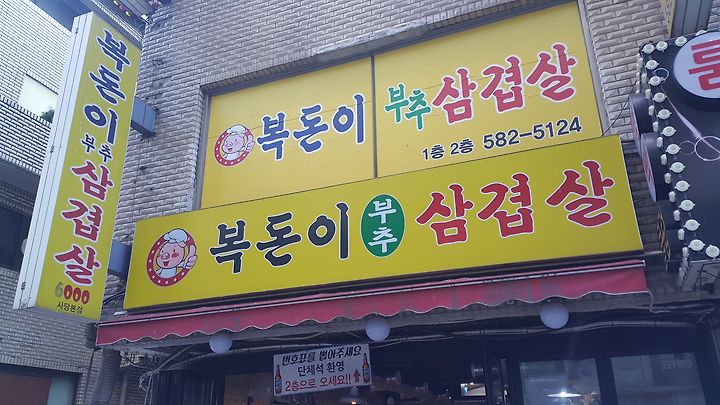 복돈이
부추
삼겹살
6000
사당본점
복돈이 부추 삼겹살
1층 2층 582-5124
복돈이 부추 삼겹살
번호표를 뽑아주세요
단체석 환영
2층으로 오세요!!
룸
COFFEE